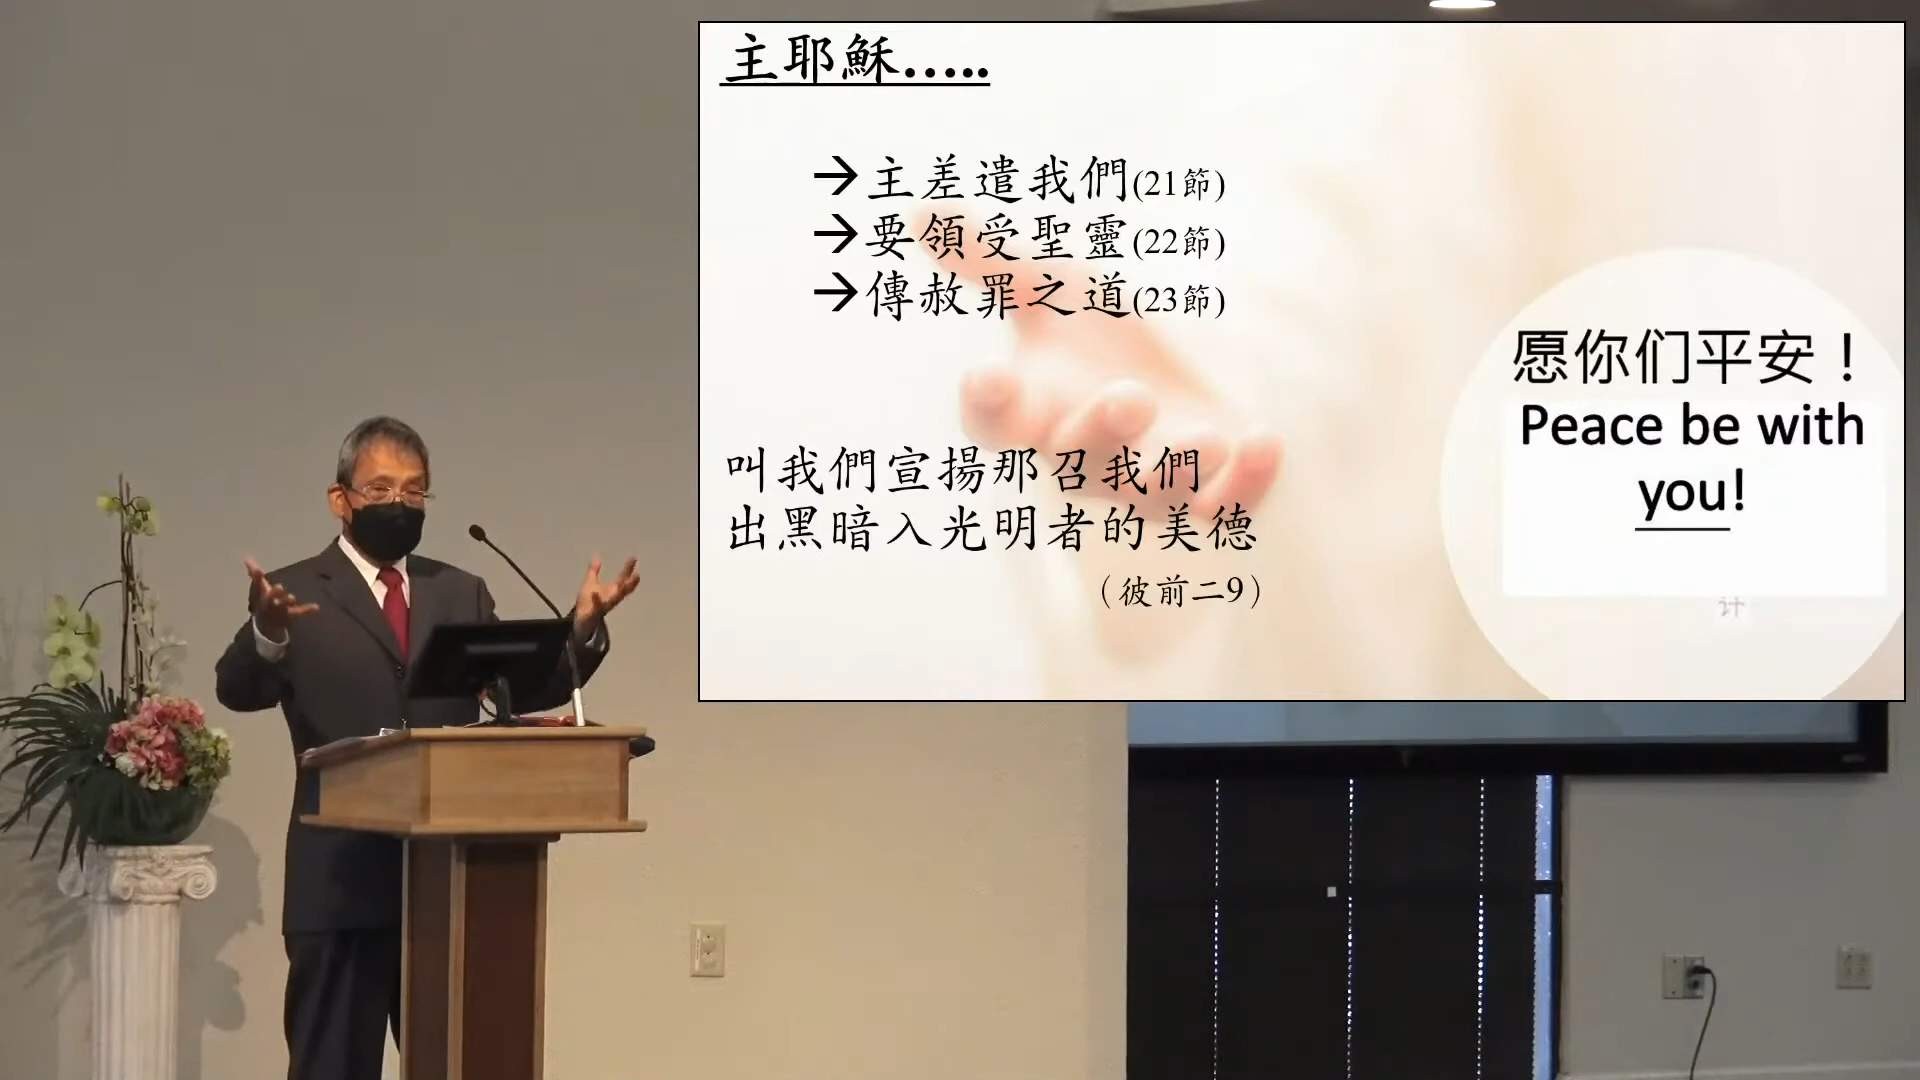 主耶穌.....
→主差遣我們(21節)
→要領受聖靈(22節)
→傳赦罪之道(23節)
叫我們宣揚那召我們
出黑暗入光明者的美德
（彼前二9）
愿你们平安！
Peace be with
you!
计